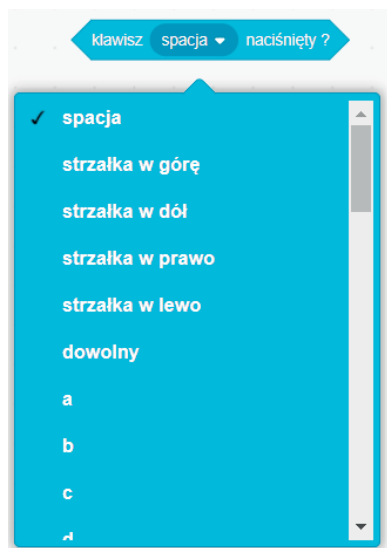 klawisz spacja naciśnięty ?
spacja
strzałka w górę
strzałka w dół
strzałka w prawo
strzałka w lewo
dowolny
a
b
c
d